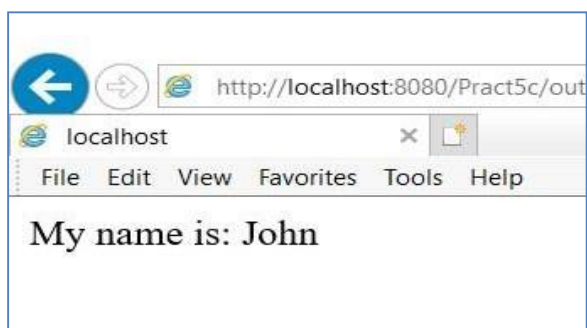 http://localhost:8080/Pract5c/out
localhost
File Edit View Favorites Tools Help
My name is: John